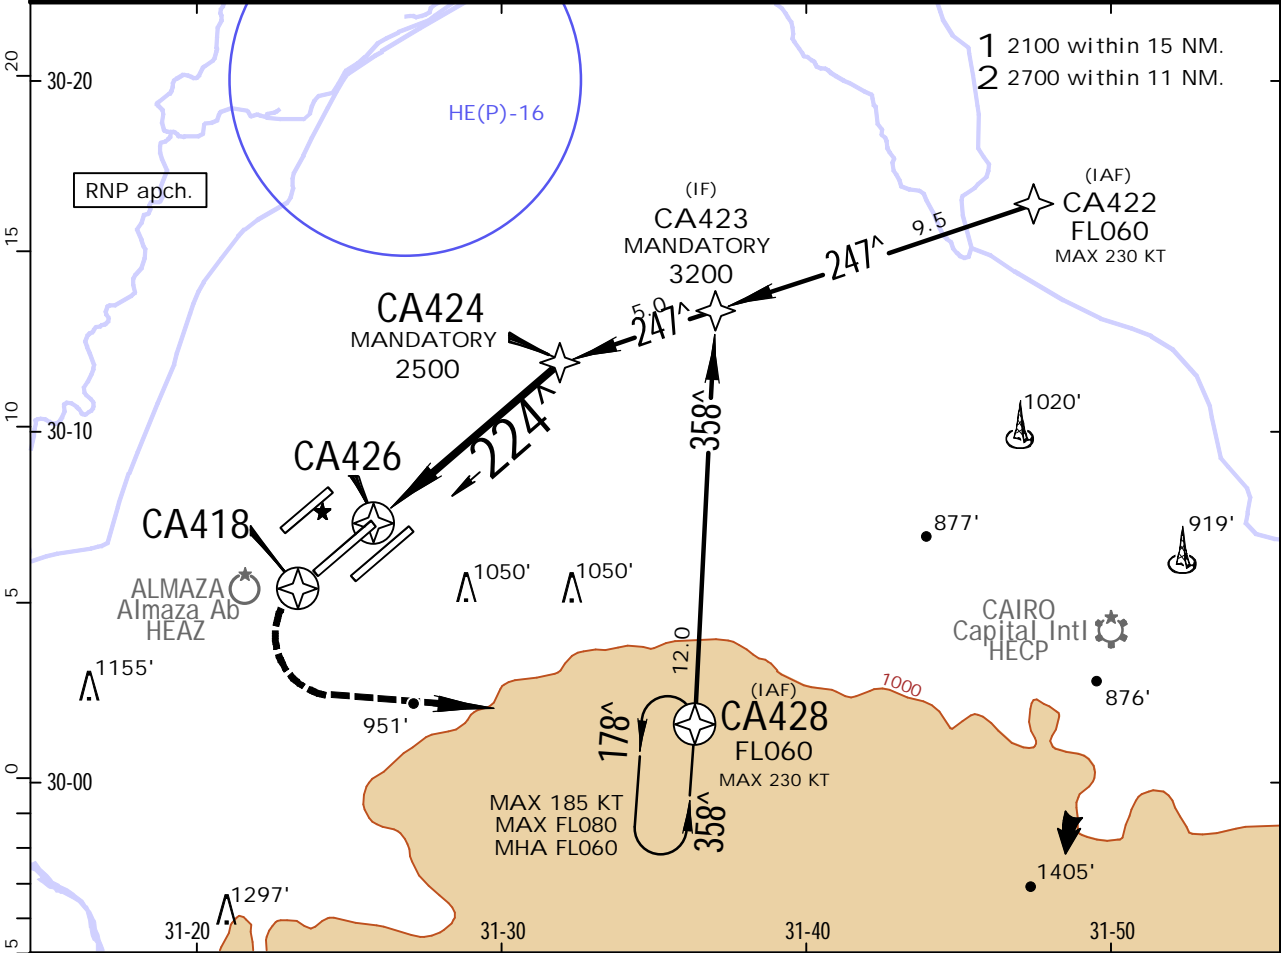 1 2100 within 15 NM.
2 2700 within 11 NM.
20
30-20
HE(P)-16
RNP apch.
(IAF)
CA422
FL060
MAX 230 KT
(IF)
CA423
MANDATORY
3200
9.5
247^
15
5.0
247^
CA424
MANDATORY
2500
224^
358^
1020'
10
30-10
CA426
CA418
877'
919'
1050'
1050'
ALMAZA
Almaza Ab
HEAZ
5
CAIRO
Capital Intl
HECP
12.0
1155'
1000
876'
951'
(IAF)
CA428
FL060
MAX 230 KT
178^
0
30-00
MAX 185 KT
MAX FL080
MHA FL060
358^
1405'
1297'
5
31-20
31-30
31-40
31-50